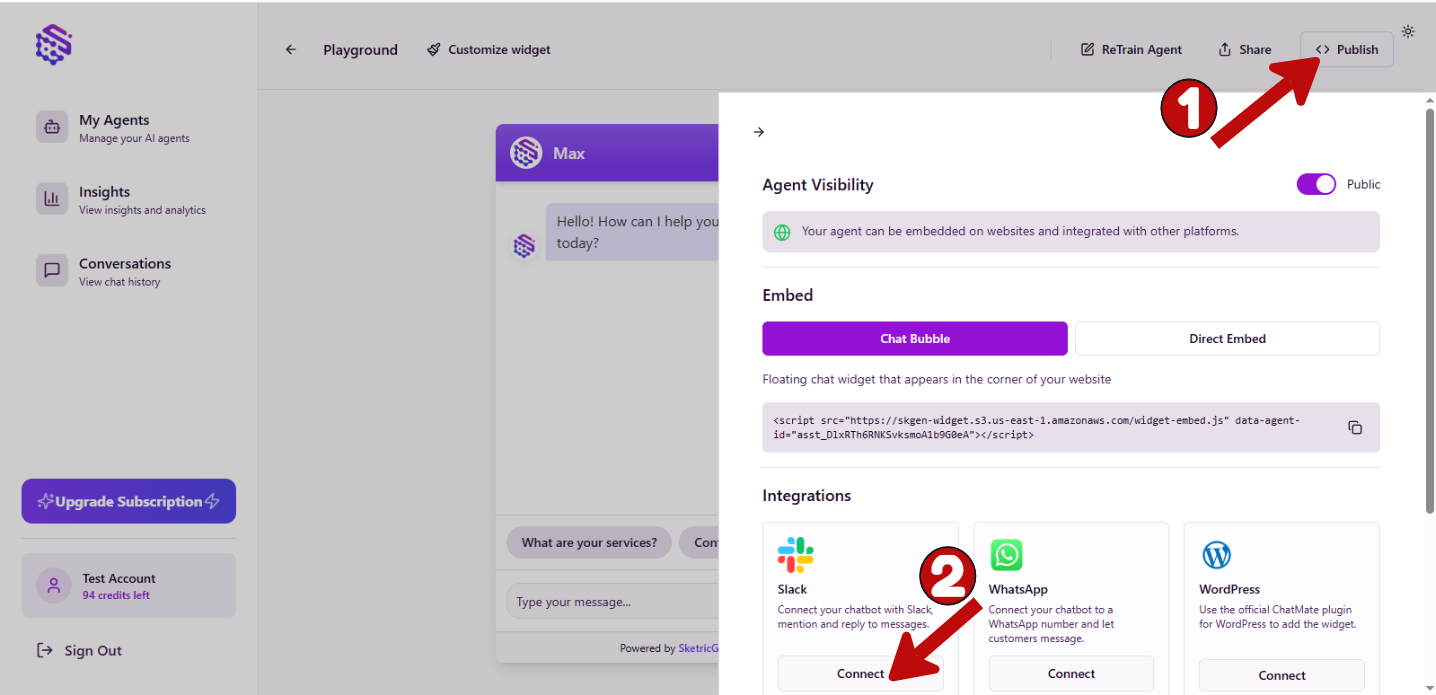 Playground
Customize widget
ReTrain Agent
Share
<> Publish
1
My Agents
Manage your AI agents
Insights
View insights and analytics
Conversations
View chat history
Upgrade Subscription
Test Account
94 credits left
Sign Out
Max
Hello! How can I help you
today?
What are your services?
Con
Type your message...
Powered by SketricG
Agent Visibility
Public
Your agent can be embedded on websites and integrated with other platforms.
Embed
Chat Bubble
Direct Embed
Floating chat widget that appears in the corner of your website
<script src="https://skgen-widget.s3.us-east-1.amazonaws.com/widget-embed.js" data-agent-
id="asst_DlxRTh6RNKSvksmoA1b9G0eA"></script>
Integrations
2
Slack
Connect your chatbot with Slack,
mention and reply to messages.
Connect
WhatsApp
Connect your chatbot to a
WhatsApp number and let
customers message.
Connect
WordPress
Use the official ChatMate plugin
for WordPress to add the widget.
Connect